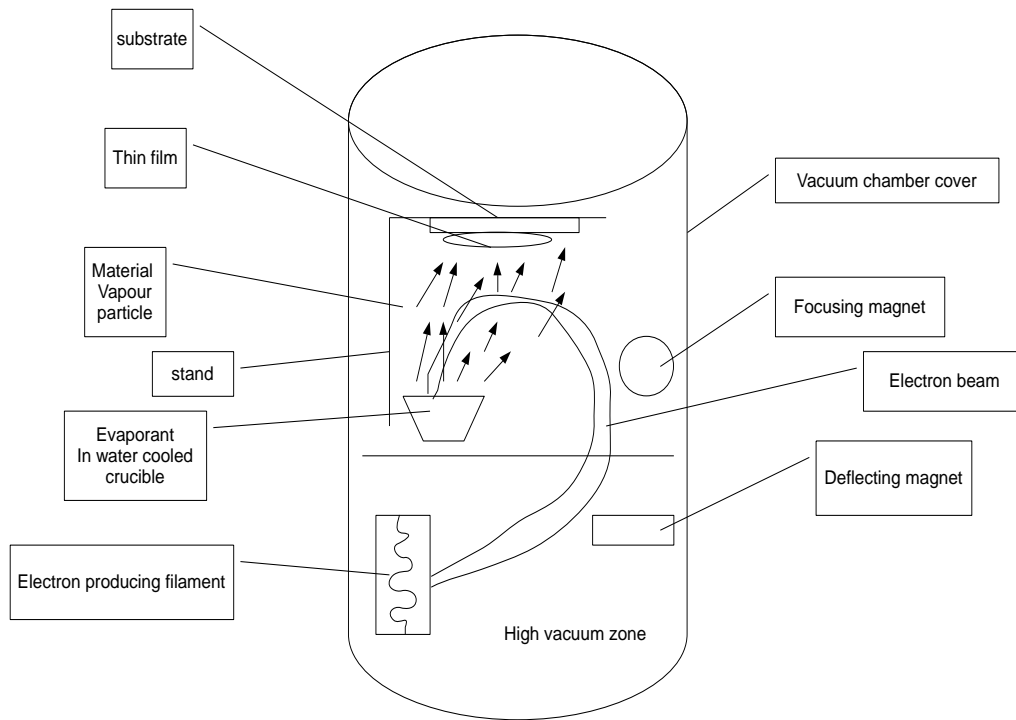 substrate
Thin film
Material
Vapour
particle
stand
Evaporant
In water cooled
crucible
Electron producing filament
Vacuum chamber cover
Focusing magnet
Electron beam
Deflecting magnet
High vacuum zone